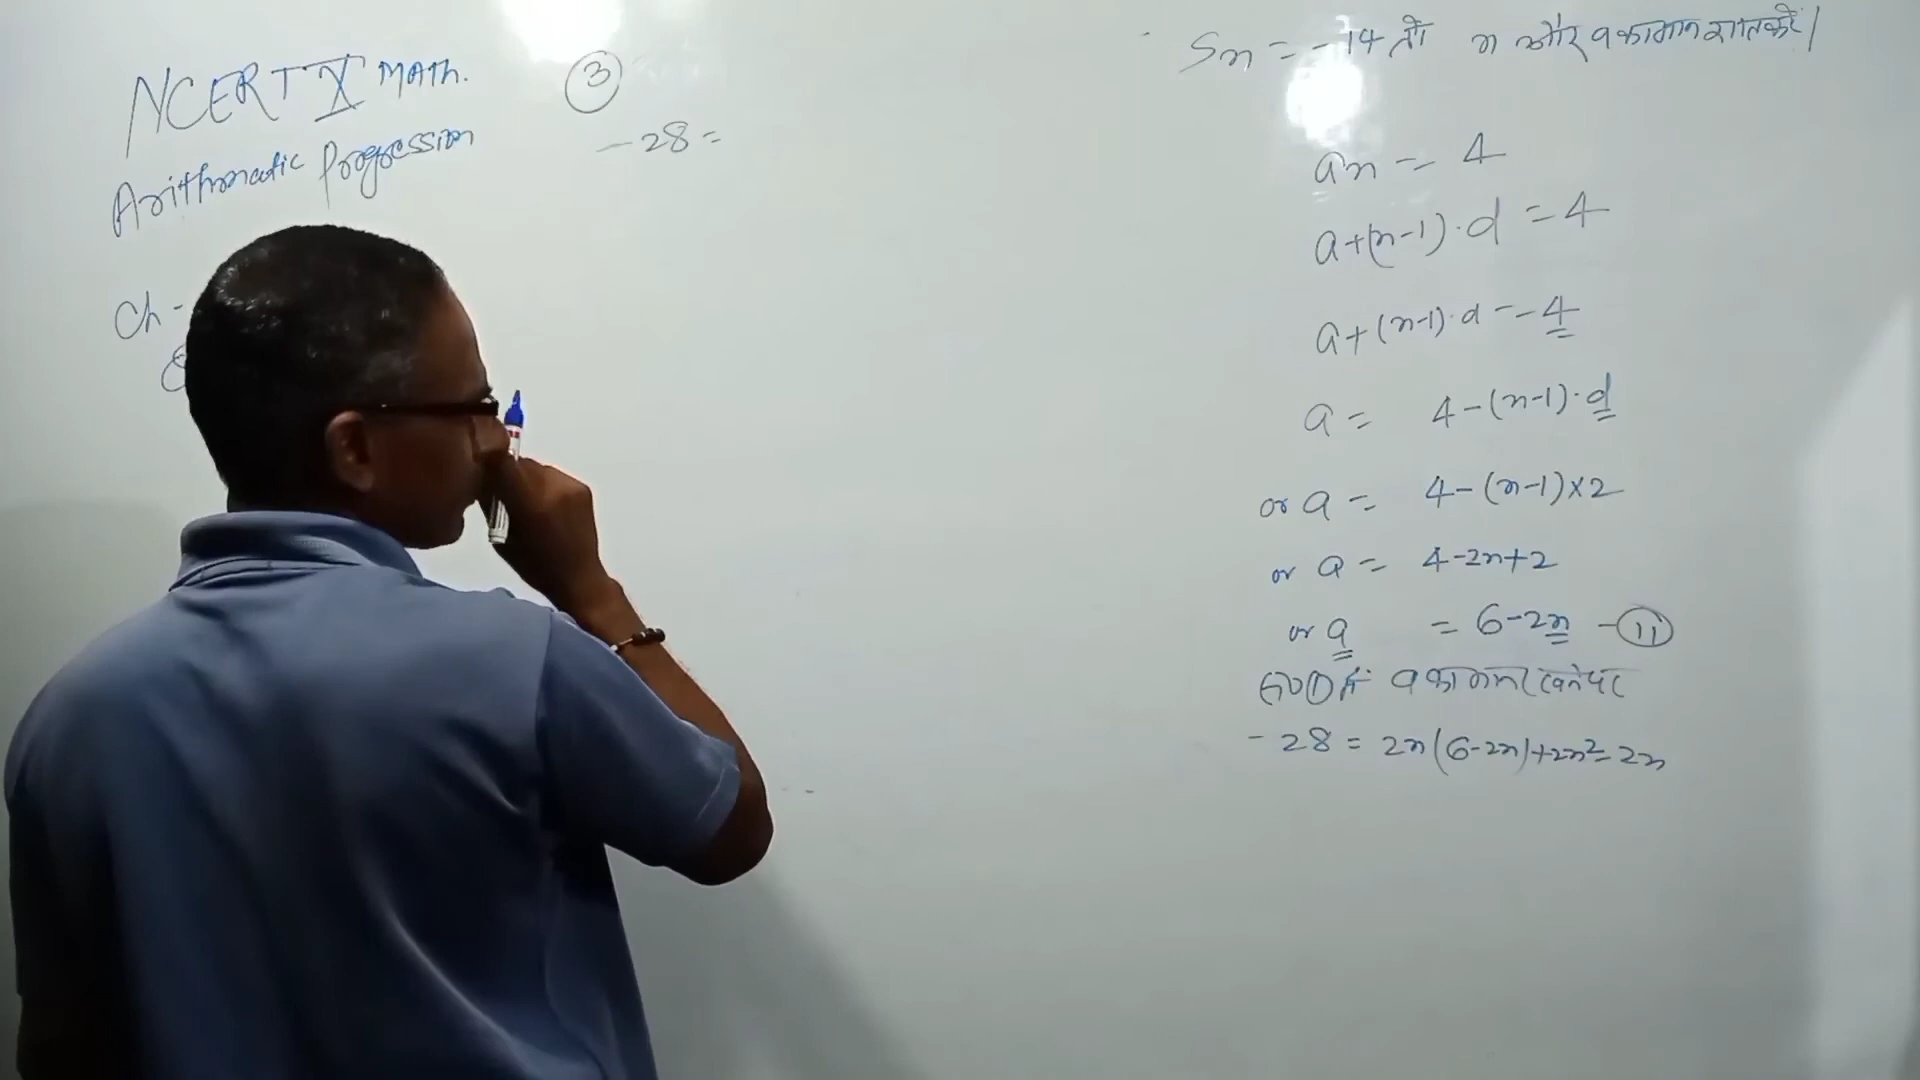 NCERT X MATH.
Arithmatic Progression
Ch -
③
- 28 =
Sn = -14 तो n और a का मान ज्ञात करें।
an = 4
a+(n-1)·d = 4
a+(n-1)·d = - 4
a = 4-(n-1)·d
or a = 4-(n-1)×2
or a = 4-2n+2
or a = 6-2n -(ii)
a का मान रखने पर
- 28 = 2n(6-2n)+2n²-2n